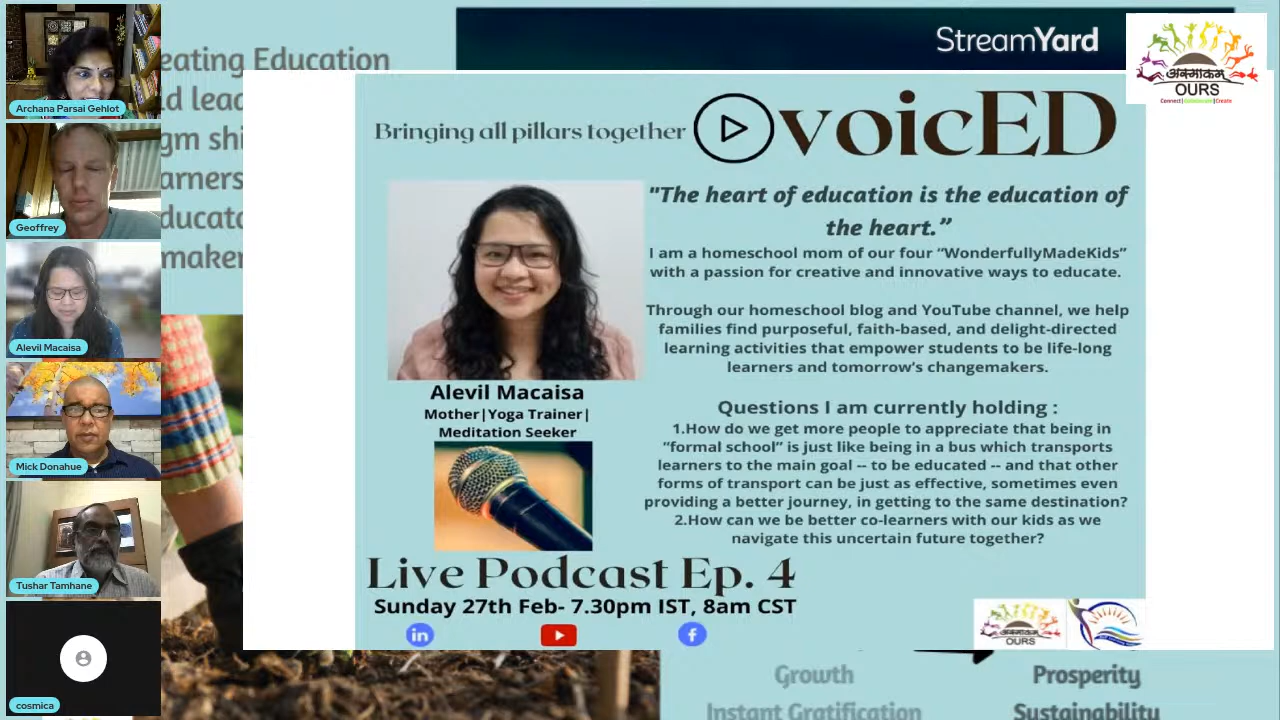 Archana Parsai Gehlot
Geoffrey
Alevil Macaisa
Mick Donahue
Tushar Tamhane
cosmica
eating Education
d lead
gm shi
arners
ducato
maker
StreamYard
अस्माकम्
OURS
Connect|Collaborate|Create
Bringing all pillars together
voicED
"The heart of education is the education of
the heart.”
I am a homeschool mom of our four “WonderfullyMadeKids”
with a passion for creative and innovative ways to educate.
Through our homeschool blog and YouTube channel, we help
families find purposeful, faith-based, and delight-directed
learning activities that empower students to be life-long
learners and tomorrow’s changemakers.
Alevil Macaisa
Mother|Yoga Trainer|
Meditation Seeker
Questions I am currently holding :
1.How do we get more people to appreciate that being in
“formal school” is just like being in a bus which transports
learners to the main goal -- to be educated -- and that other
forms of transport can be just as effective, sometimes even
providing a better journey, in getting to the same destination?
2.How can we be better co-learners with our kids as we
navigate this uncertain future together?
Live Podcast Ep. 4
Sunday 27th Feb- 7.30pm IST, 8am CST
in
f
अस्माकम्
OURS
Growth
Prosperity
Instant Gratification
Sustainability